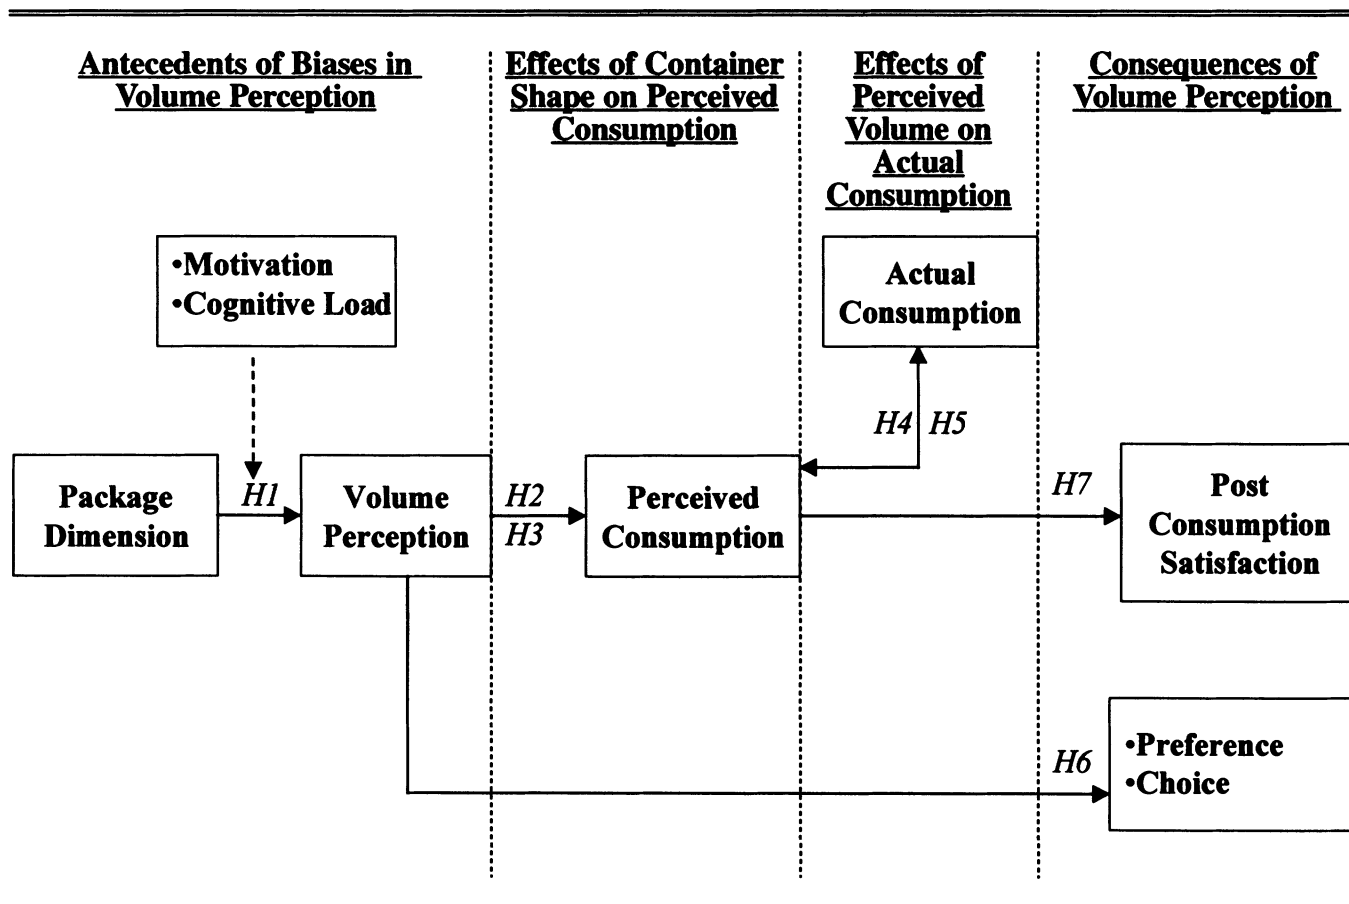 Antecedents of Biases in
Volume Perception
Effects of Container
Shape on Perceived
Consumption
Effects of
Perceived
Volume on
Actual
Consumption
Consequences of
Volume Perception
•Motivation
•Cognitive Load
Actual
Consumption
H4 H5
Package
Dimension
H1
Volume
Perception
H2
H3
Perceived
Consumption
H7
Post
Consumption
Satisfaction
H6
•Preference
•Choice